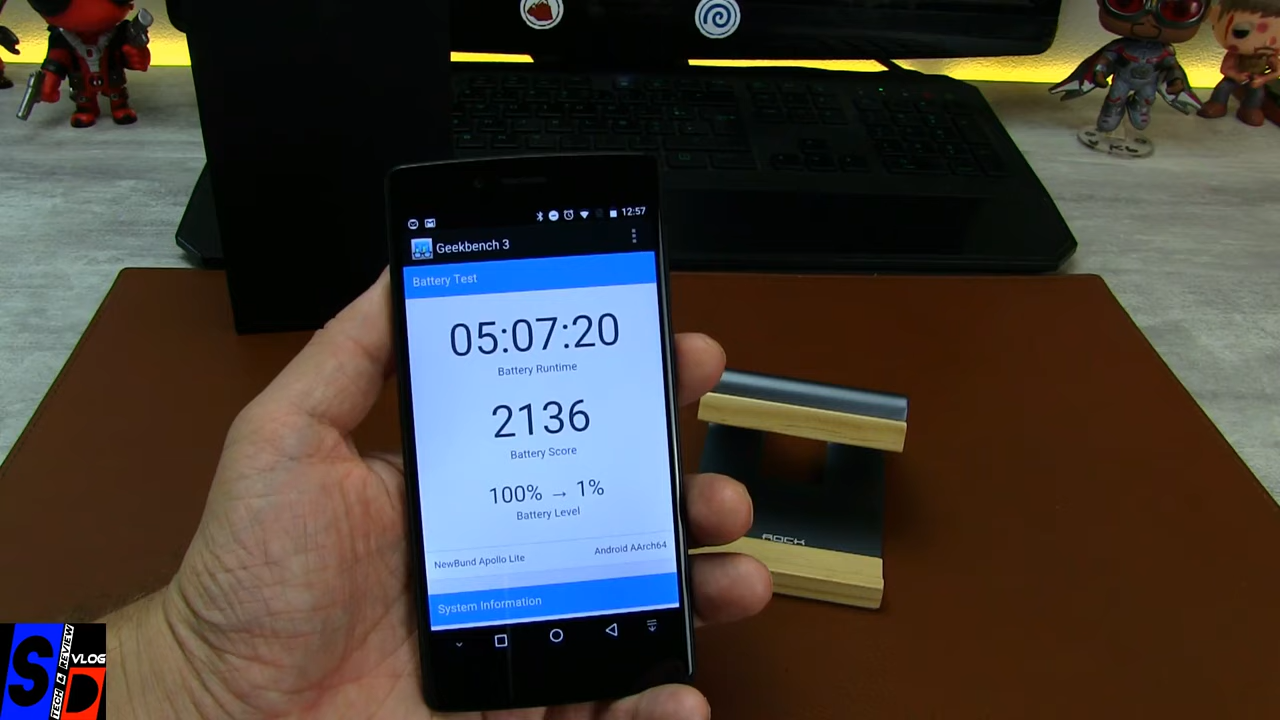 12:57
Geekbench 3
Battery Test
05:07:20
Battery Runtime
2136
Battery Score
100% → 1%
Battery Level
NewBund Apollo Lite
Android AArch64
System Information
ROCK
SD
TECH & REVIEW
VLOG